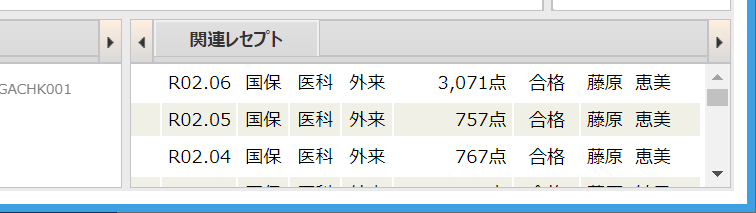 関連レセプト
GACHK001
R02.06 国保 医科 外来 3,071点 合格 藤原 恵美
R02.05 国保 医科 外来 757点 合格 藤原 恵美
R02.04 国保 医科 外来 767点 合格 藤原 恵美